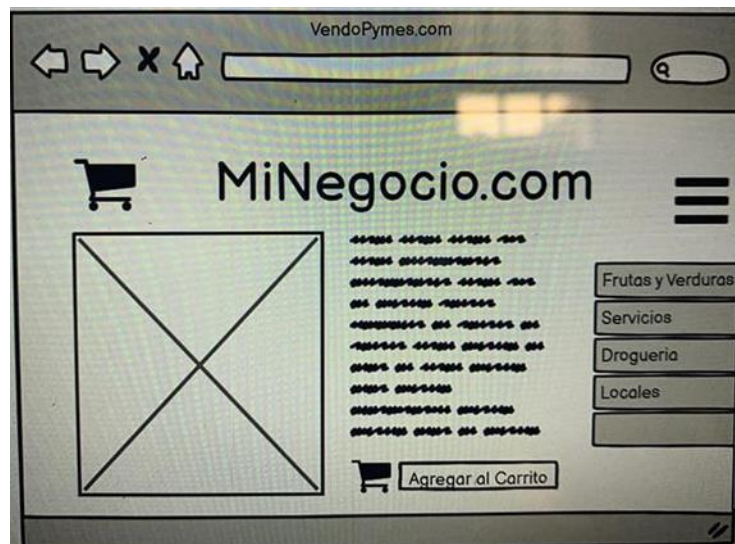 VendoPymes.com
MiNegocio.com
Frutas y Verduras
Servicios
Drogueria
Locales
Agregar al Carrito